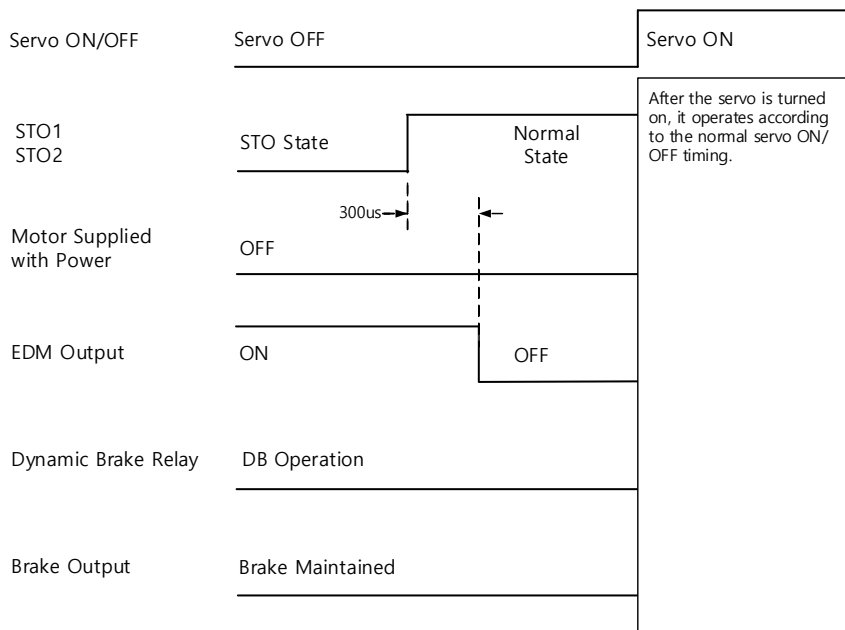 Servo ON/OFF
Servo OFF
Servo ON
STO1
STO2
STO State
Normal
State
After the servo is turned
on, it operates according
to the normal servo ON/
OFF timing.
300us
Motor Supplied
with Power
OFF
EDM Output
ON
OFF
Dynamic Brake Relay
DB Operation
Brake Output
Brake Maintained